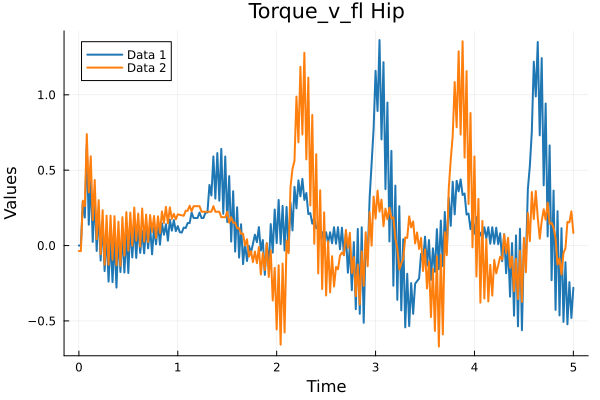 Torque_v_fl Hip
Data 1
Data 2
1.0
0.5
0.0
−0.5
Values
0 1 2 3 4 5
Time